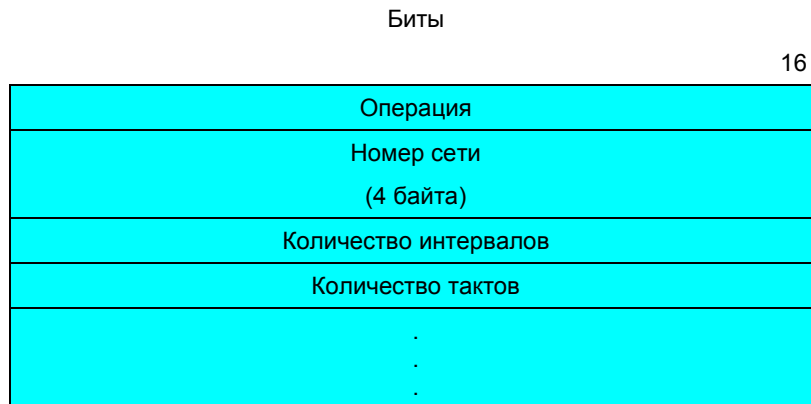 Биты
16
Операция
Номер сети
(4 байта)
Количество интервалов
Количество тактов
.
.
.